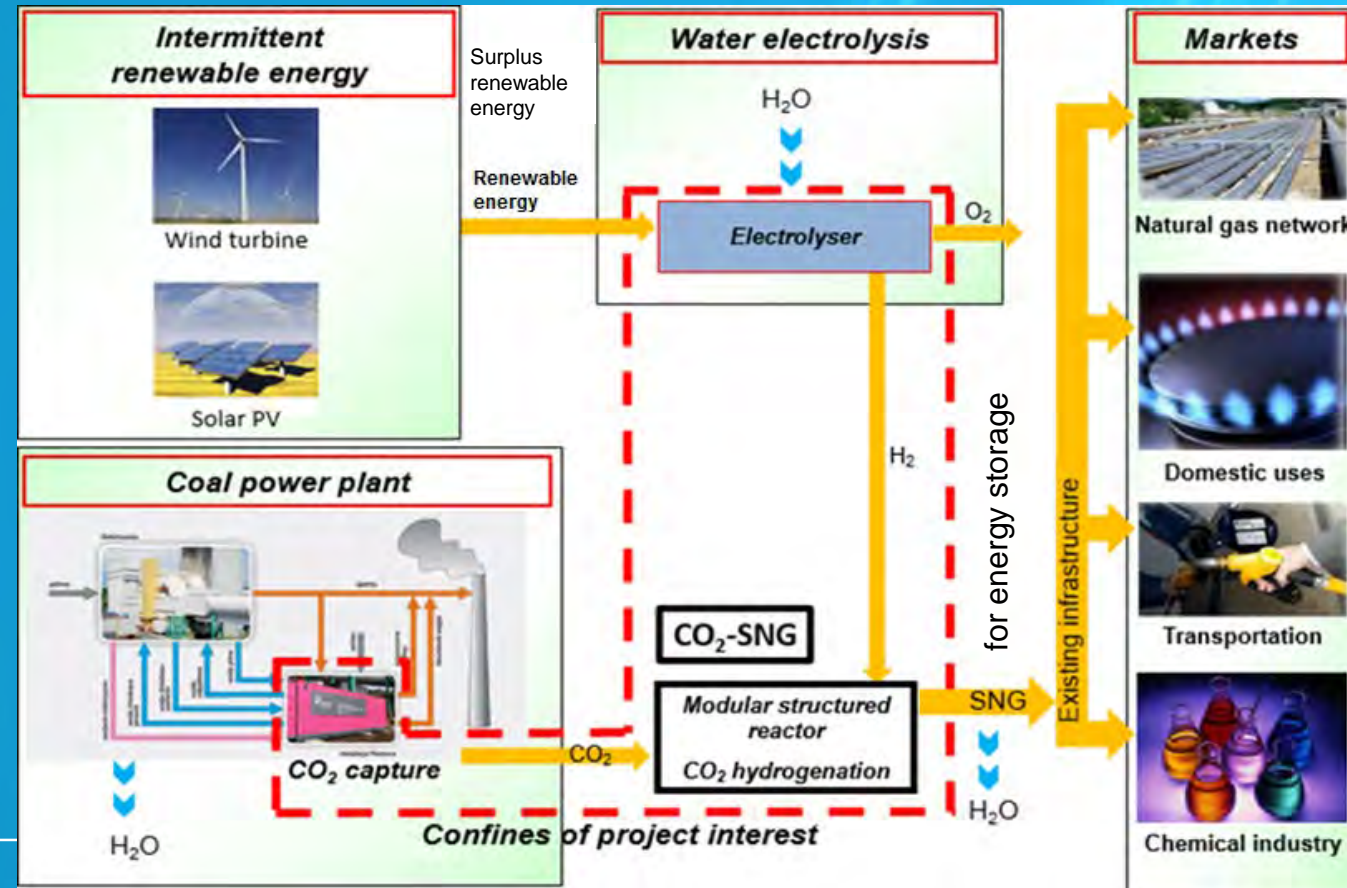 Intermittent
renewable energy
Wind turbine
Solar PV
Surplus
renewable
energy
Renewable
energy
Water electrolysis
H₂O
Electrolyser
O₂
H₂
Coal power plant
CO₂ capture
H₂O
CO₂
CO₂-SNG
Modular structured
reactor
CO₂ hydrogenation
SNG
H₂O
for energy storage
Confines of project interest
Existing infrastructure
Markets
Natural gas network
Domestic uses
Transportation
Chemical industry